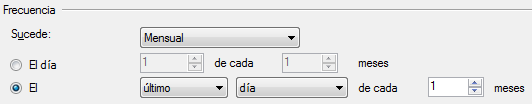 Frecuencia
Sucede: Mensual
El día 1 de cada 1 meses
El último día de cada 1 meses